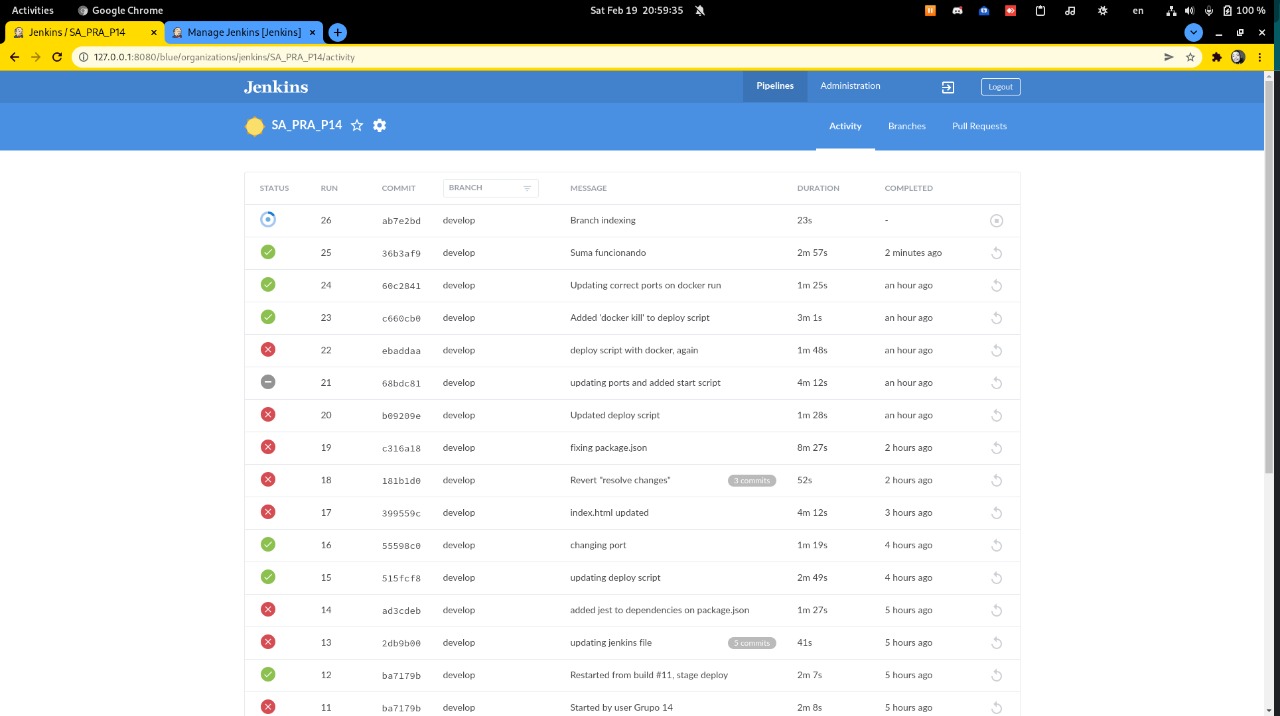 Activities Google Chrome Sat Feb 19 20:59:35 en 100 %
Jenkins / SA_PRA_P14 × Manage Jenkins [Jenkins] × +
127.0.0.1:8080/blue/organizations/jenkins/SA_PRA_P14/activity
Jenkins Pipelines Administration Logout
SA_PRA_P14 Activity Branches Pull Requests
STATUS RUN COMMIT BRANCH MESSAGE DURATION COMPLETED
26 ab7e2bd develop Branch indexing 23s -
25 36b3af9 develop Suma funcionando 2m 57s 2 minutes ago
24 60c2841 develop Updating correct ports on docker run 1m 25s an hour ago
23 c660cb0 develop Added 'docker kill' to deploy script 3m 1s an hour ago
22 ebaddaa develop deploy script with docker, again 1m 48s an hour ago
21 68bdc81 develop updating ports and added start script 4m 12s an hour ago
20 b09209e develop Updated deploy script 1m 28s an hour ago
19 c316a18 develop fixing package.json 8m 27s 2 hours ago
18 181b1d0 develop Revert "resolve changes" 3 commits 52s 2 hours ago
17 399559c develop index.html updated 4m 12s 3 hours ago
16 55598c0 develop changing port 1m 19s 4 hours ago
15 515fcf8 develop updating deploy script 2m 49s 4 hours ago
14 ad3cdeb develop added jest to dependencies on package.json 1m 27s 5 hours ago
13 2db9b00 develop updating jenkins file 5 commits 41s 5 hours ago
12 ba7179b develop Restarted from build #11, stage deploy 2m 7s 5 hours ago
11 ba7179b develop Started by user Grupo 14 2m 8s 5 hours ago